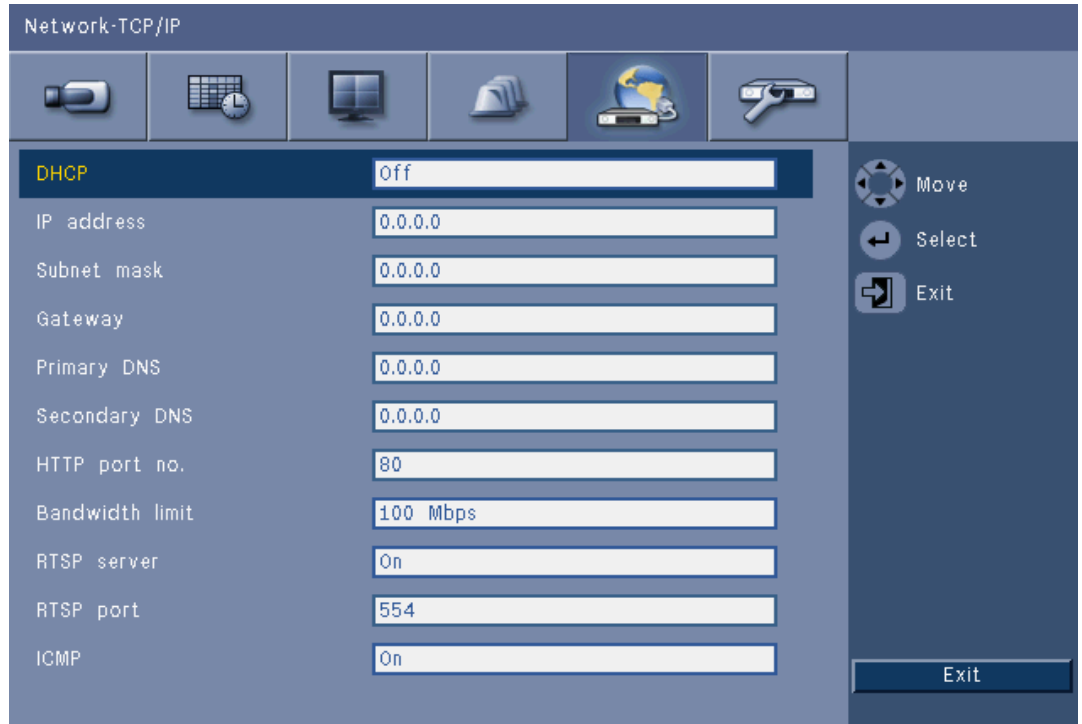 Network-TCP/IP
DHCP Off
IP address 0.0.0.0
Subnet mask 0.0.0.0
Gateway 0.0.0.0
Primary DNS 0.0.0.0
Secondary DNS 0.0.0.0
HTTP port no. 80
Bandwidth limit 100 Mbps
RTSP server On
RTSP port 554
ICMP On
Move
Select
Exit
Exit